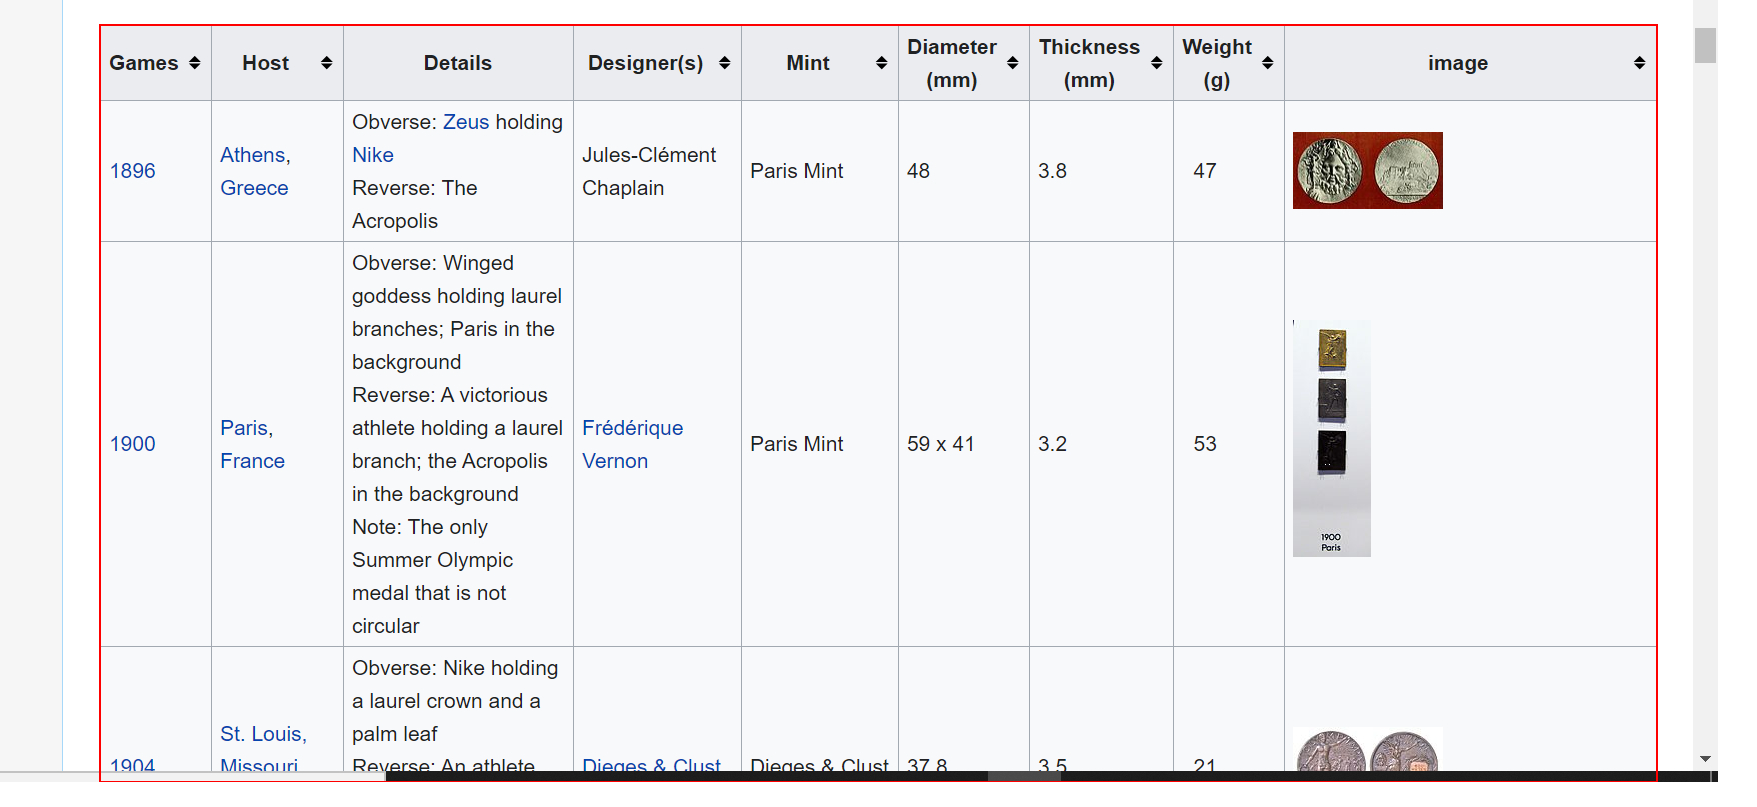 Games Host Details Designer(s) Mint Diameter (mm) Thickness (mm) Weight (g) image
1896
Athens,
Greece
Obverse: Zeus holding
Nike
Reverse: The
Acropolis
Jules-Clément
Chaplain
Paris Mint
48
3.8
47
1900
Paris,
France
Obverse: Winged
goddess holding laurel
branches; Paris in the
background
Reverse: A victorious
athlete holding a laurel
branch; the Acropolis
in the background
Note: The only
Summer Olympic
medal that is not
circular
Frédérique
Vernon
Paris Mint
59 x 41
3.2
53
1900
Paris
1904
St. Louis,
Missouri
Obverse: Nike holding
a laurel crown and a
palm leaf
Reverse: An athlete
Dieges & Clust
Dieges & Clust
37.8
3.5
21